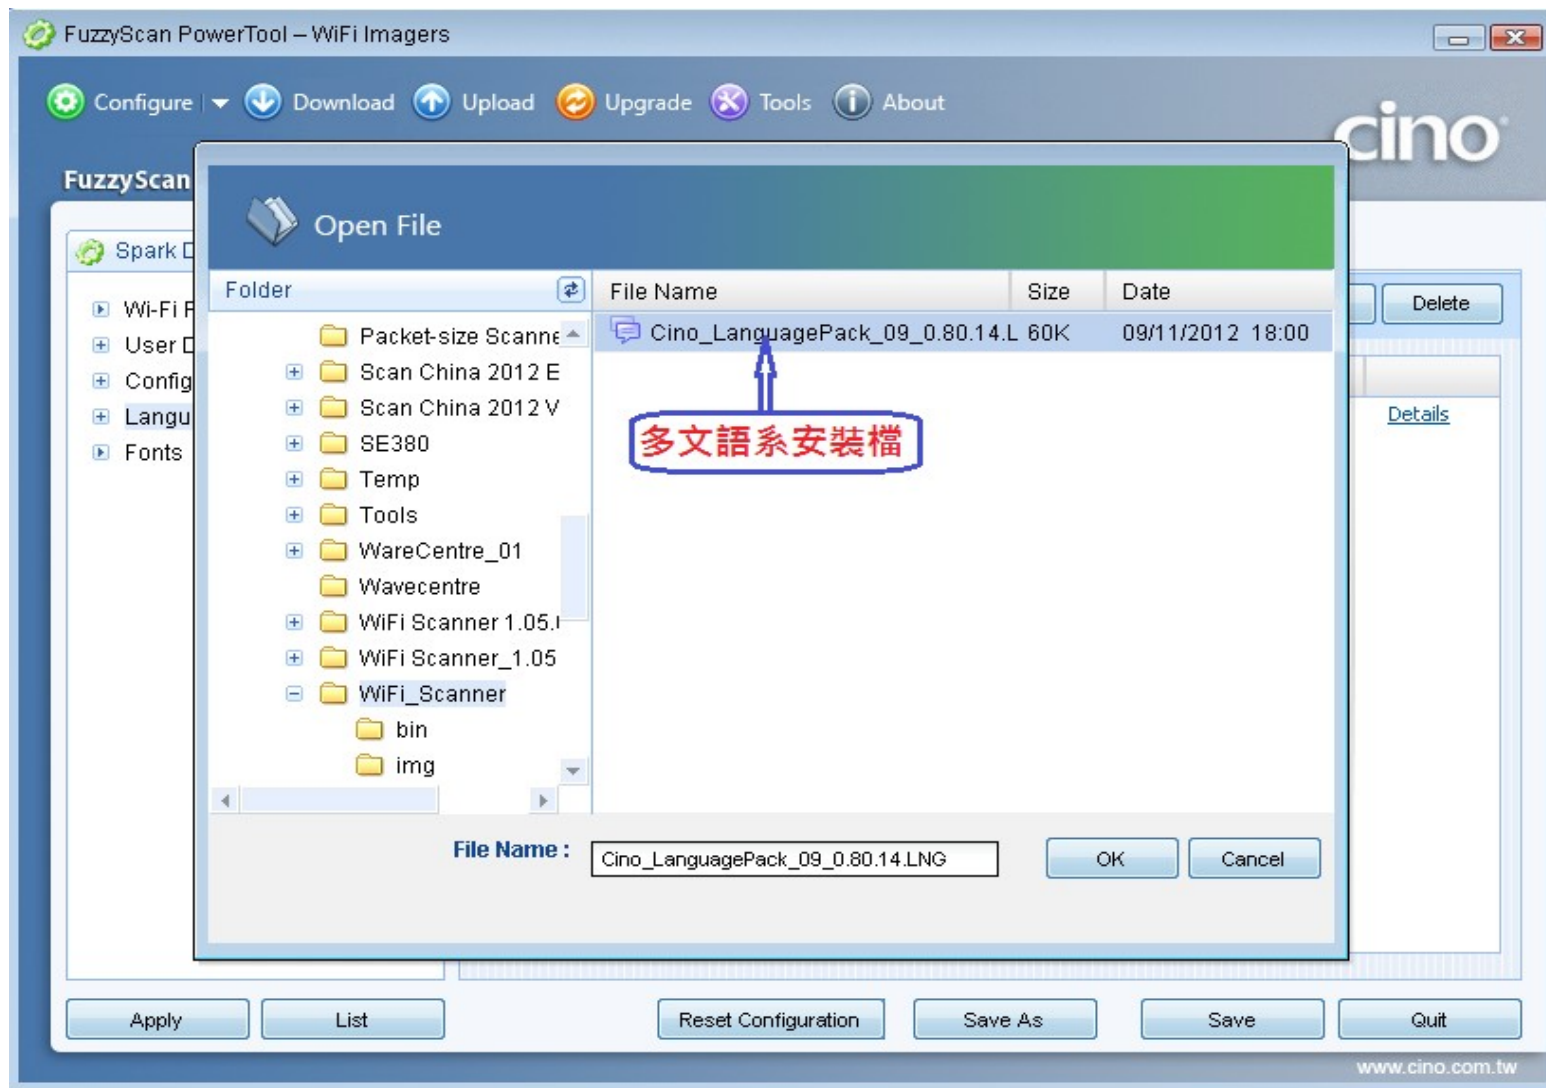 FuzzyScan PowerTool – WiFi Imagers
Configure Download Upload Upgrade Tools About
cino
FuzzyScan
Open File
Spark D
Folder
File Name Size Date
Wi-Fi F
User D
Config
Langu
Fonts
Packet-size Scanne
Scan China 2012 E
Scan China 2012 V
SE380
Temp
Tools
WareCentre_01
Wavecentre
WiFi Scanner 1.05.
WiFi Scanner_1.05
WiFi_Scanner
bin
img
Cino_LanguagePack_09_0.80.14.L 60K 09/11/2012 18:00
多文語系安裝檔
Delete
Details
File Name : Cino_LanguagePack_09_0.80.14.LNG OK Cancel
Apply List Reset Configuration Save As Save Quit
www.cino.com.tw